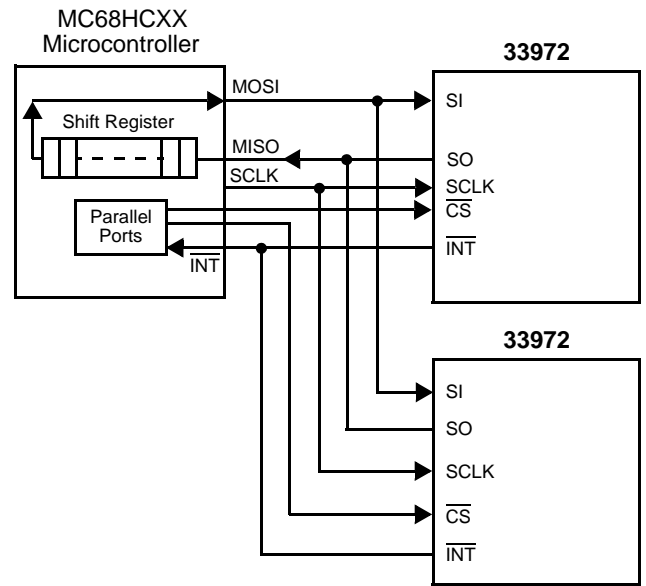 MC68HCXX
Microcontroller
33972
MOSI
SI
Shift Register
MISO
SO
SCLK
SCLK
CS
Parallel
Ports
INT
INT
33972
SI
SO
SCLK
CS
INT